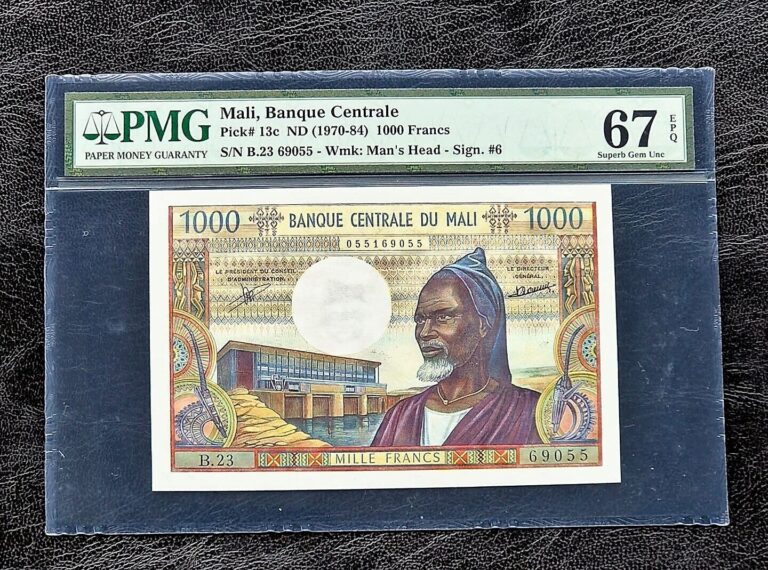 PMG
PAPER MONEY GUARANTY
Mali, Banque Centrale
Pick# 13c ND (1970-84) 1000 Francs
S/N B.23 69055 - Wmk: Man's Head - Sign. #6
67
EPQ
Superb Gem Unc
1000 BANQUE CENTRALE DU MALI 1000
055169055
LE PRÉSIDENT DU CONSEIL
D'ADMINISTRATION,
LE DIRECTEUR
GÉNÉRAL,
B.23 MILLE FRANCS 69055